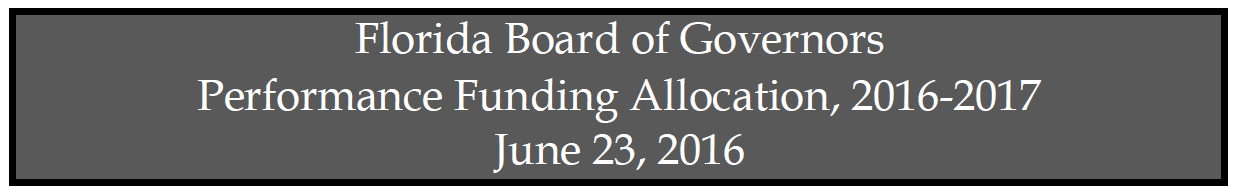 Florida Board of Governors
Performance Funding Allocation, 2016-2017
June 23, 2016